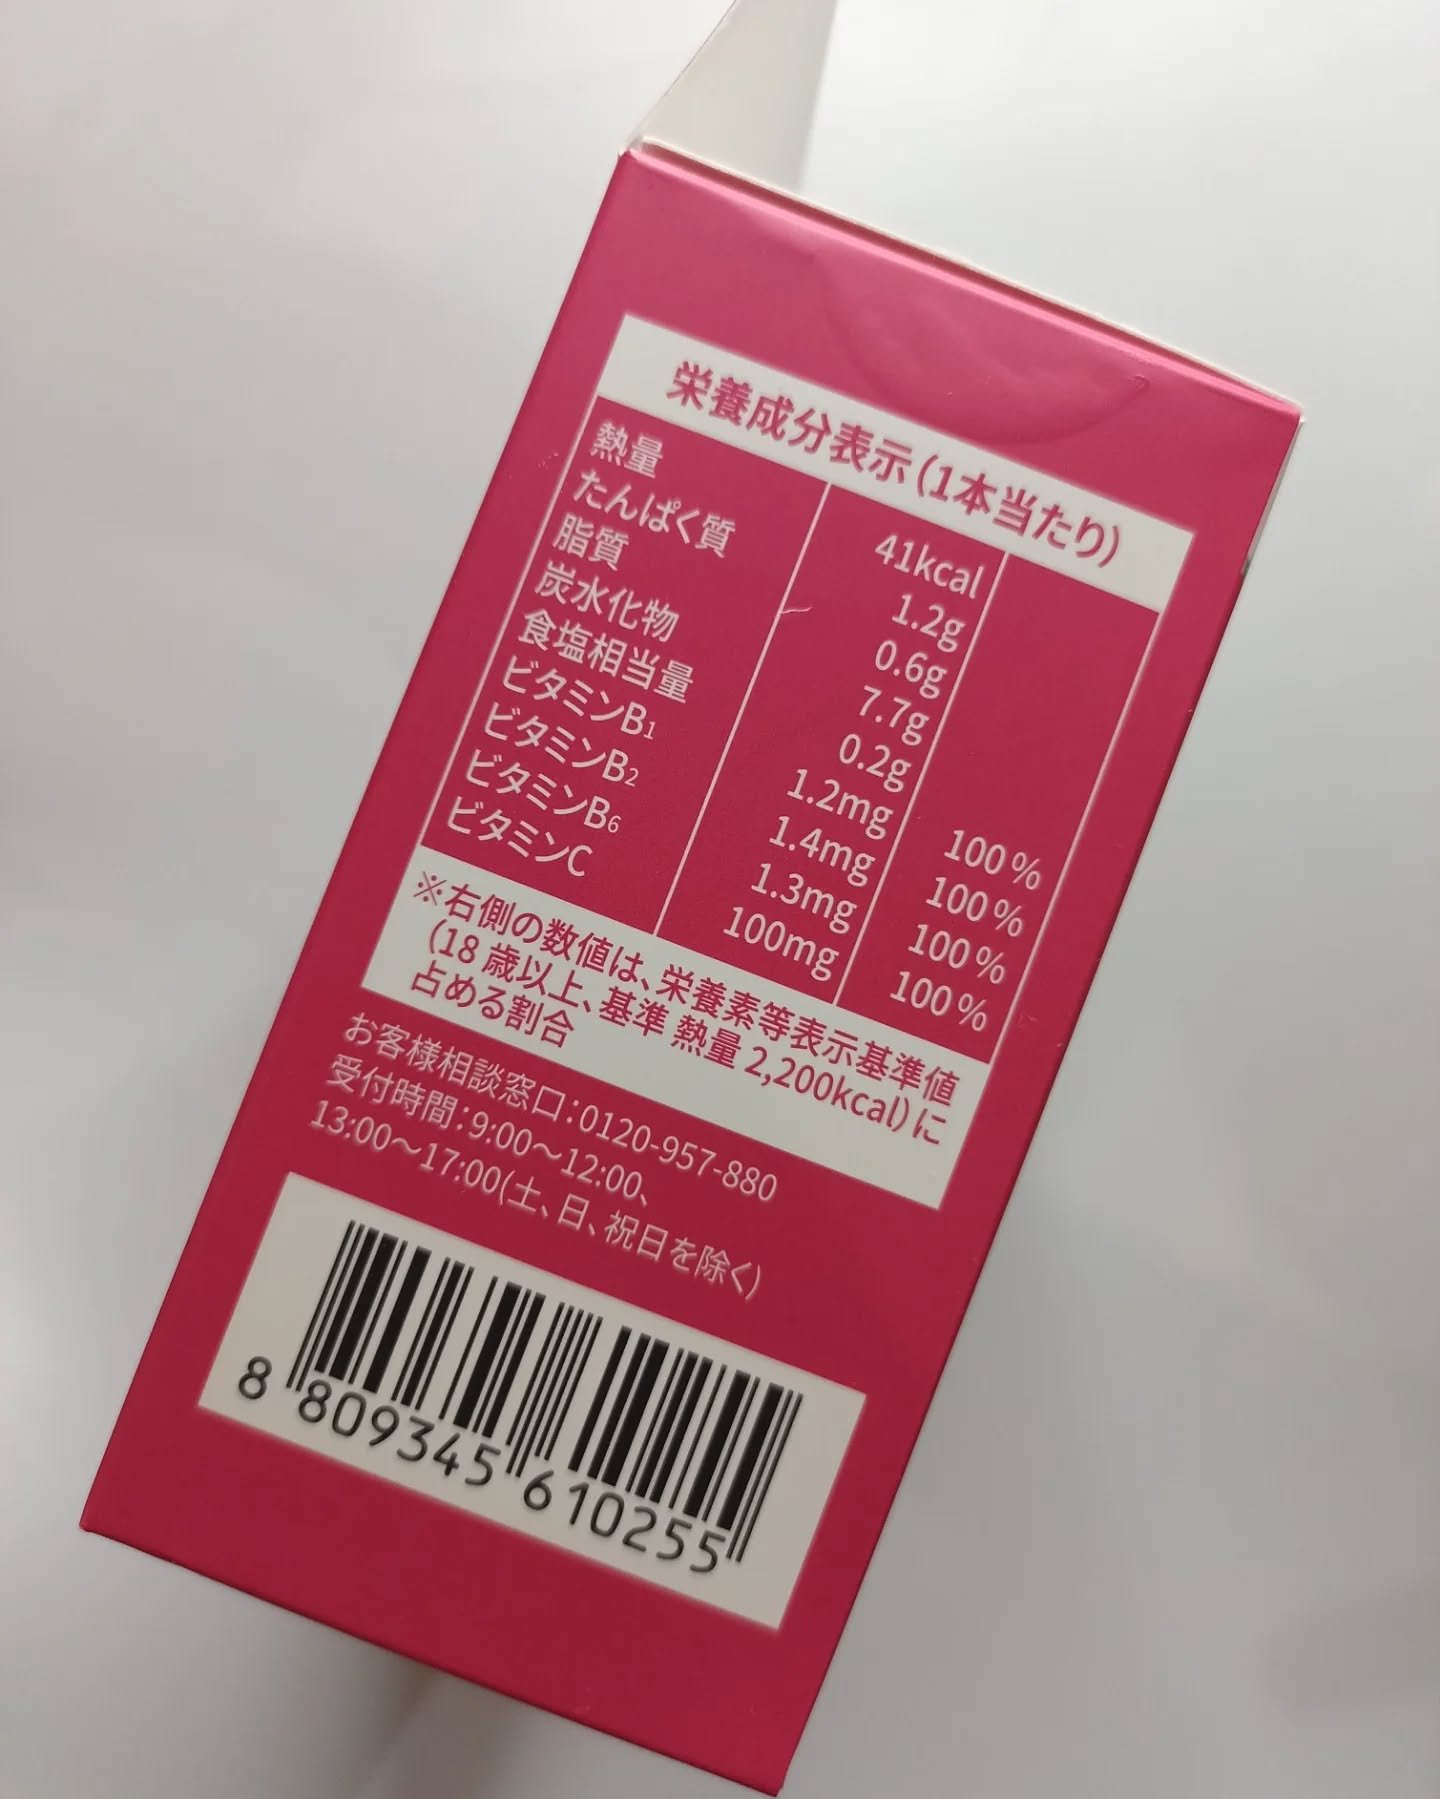 栄養成分表示（1本当たり）
熱量 41kcal
たんぱく質 1.2g
脂質 0.6g
炭水化物 7.7g
食塩相当量 0.2g
ビタミンB1 1.2mg 100％
ビタミンB2 1.4mg 100％
ビタミンB6 1.3mg 100％
ビタミンC 100mg 100％
※右側の数値は、栄養素等表示基準値
（18 歳以上、基準 熱量 2,200kcal）に
占める割合
お客様相談窓口：0120-957-880
受付時間：9:00〜12:00、
13:00〜17:00(土、日、祝日を除く)
8 809345 610255